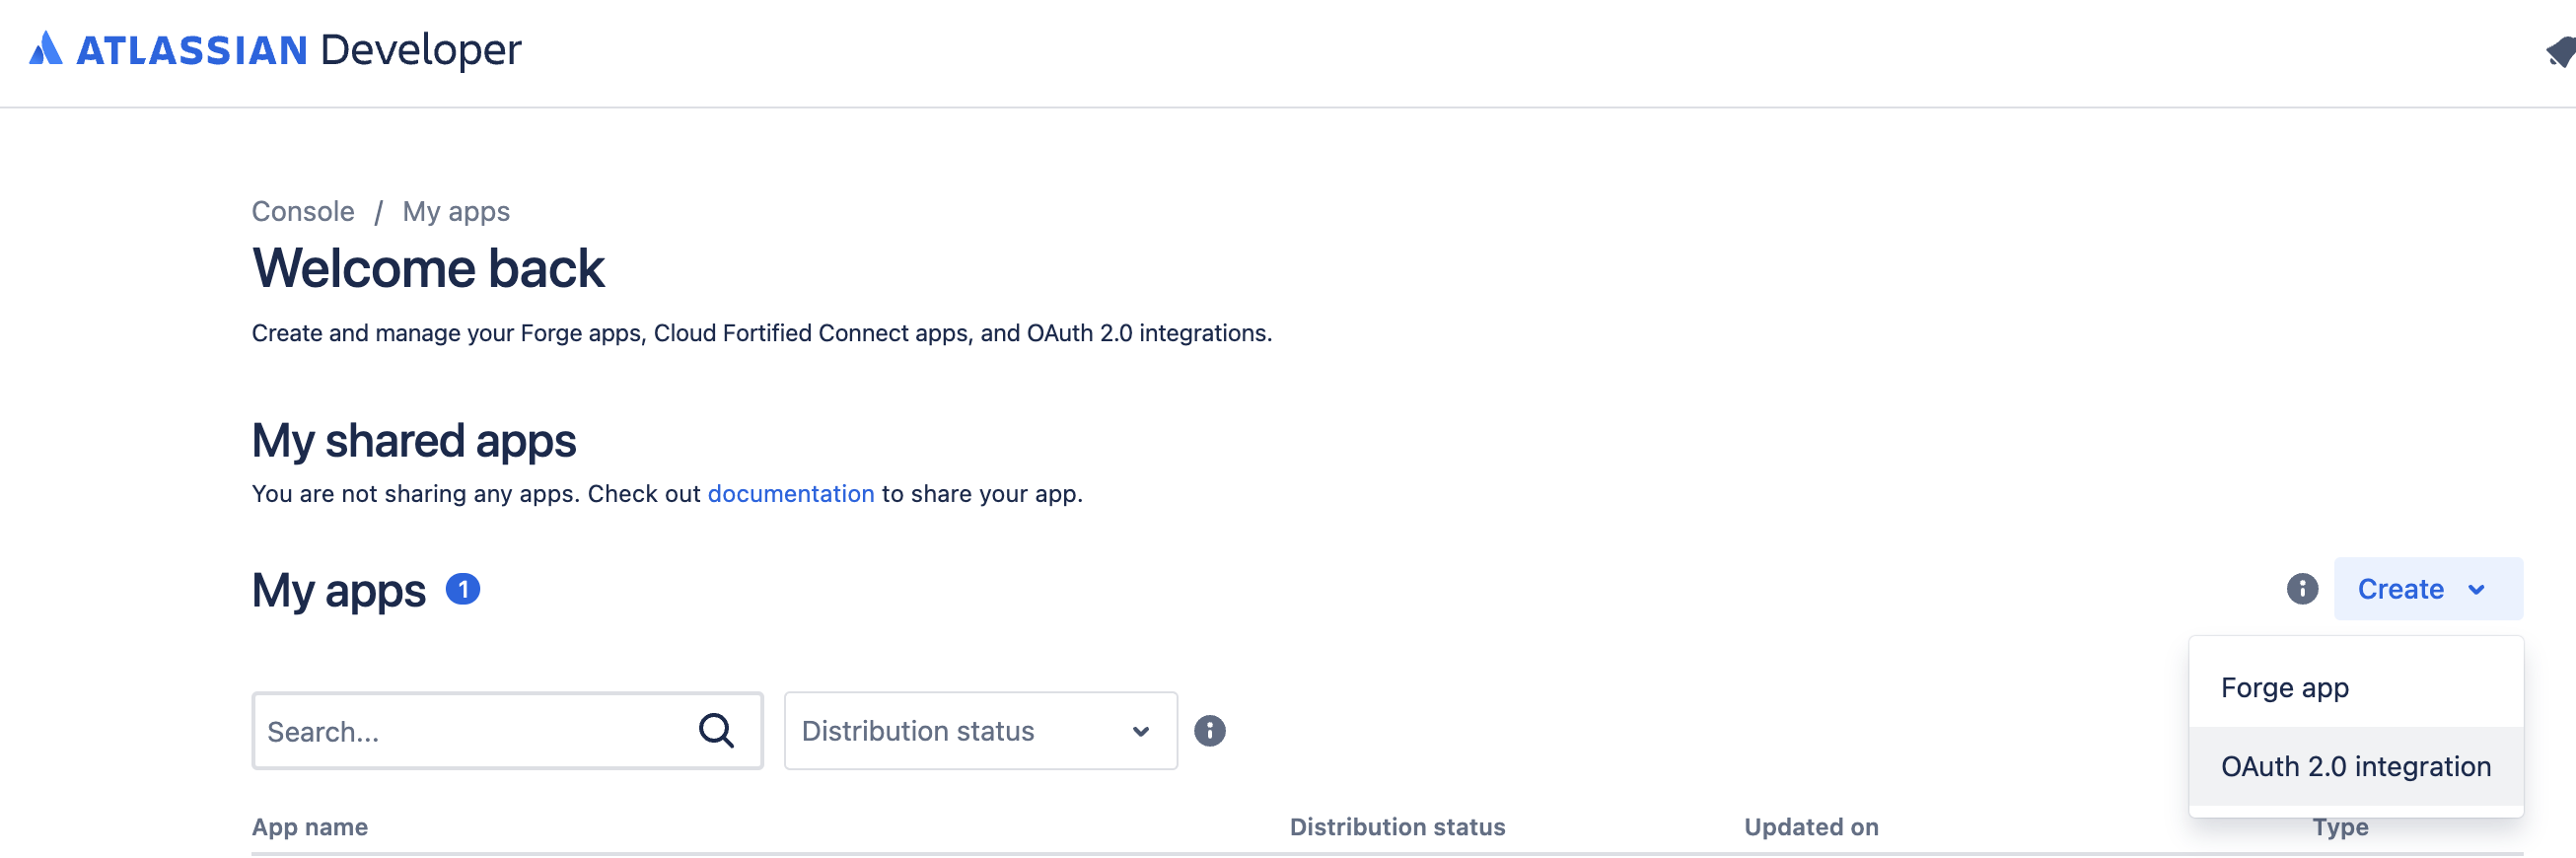 ATLASSIAN Developer
Console / My apps
Welcome back
Create and manage your Forge apps, Cloud Fortified Connect apps, and OAuth 2.0 integrations.
My shared apps
You are not sharing any apps. Check out documentation to share your app.
My apps 1
Create
Forge app
OAuth 2.0 integration
Search...
Distribution status
App name Distribution status Updated on Type